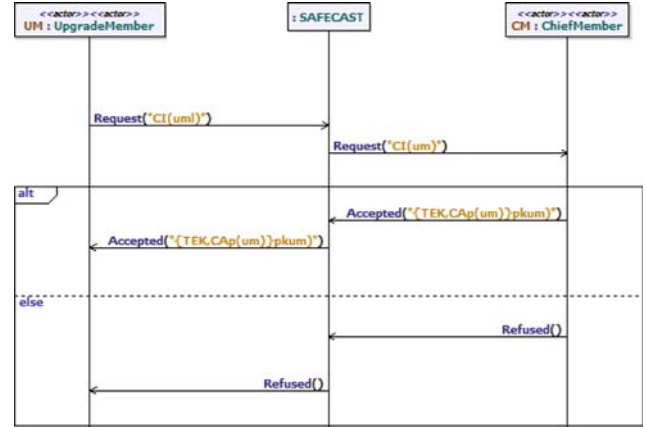 <<actor>><<actor>>
UM : UpgradeMember
: SAFECAST
<<actor>><<actor>>
CM : ChiefMember
Request("CI(uml)")
Request("CI(um)")
alt
Accepted("{TEK,CAp(um)}pkum)")
Accepted("{TEK,CAp(um)}pkum)")
else
Refused()
Refused()